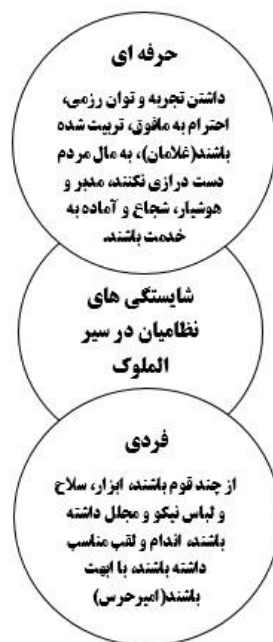 حرفه ای
داشتن تجربه و توان رزمی،
احترام به مافوق، تربیت شده
باشند(غلامان)، به مال مردم
دست درازی نکنند، مدبر و
هوشیار، شجاع و آماده به
خدمت باشند.
شایستگی های
نظامیان در سیر
الملوک
فردی
از چند قوم باشند، ابزار، سلاح
و لباس نیکو و مجلل داشته
باشند، اندام و لقب مناسب
داشته باشند، با ابهت
باشند(امیرحرس)